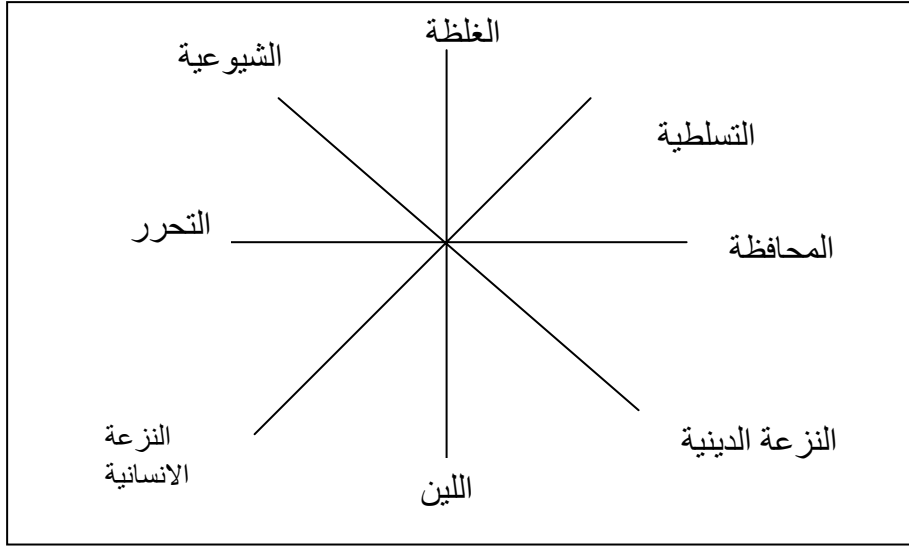 الغلظة
الشيوعية
التسلطية
التحرر
المحافظة
النزعة
الانسانية
النزعة الدينية
اللين